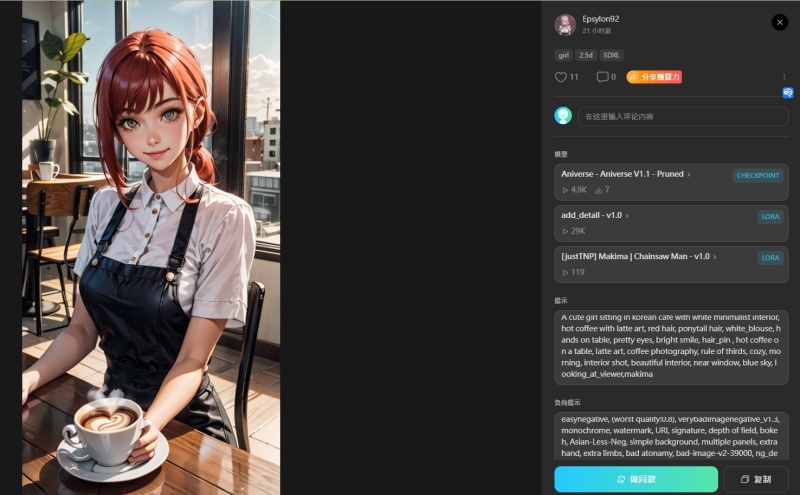 Epsylon92
21 小时前
girl 2.5d SDXL
11 0 分享赚算力
在这里输入评论内容
模型
Aniverse - Aniverse V1.1 - Pruned › CHECKPOINT
4.9K 7
add_detail - v1.0 › LORA
29K
[justTNP] Makima | Chainsaw Man - v1.0 › LORA
119
提示
A cute girl sitting in korean cafe with white minimalist interior,
hot coffee with latte art, red hair, ponytail hair, white_blouse, h
ands on table, pretty eyes, bright smile, hair_pin , hot coffee o
n a table, latte art, coffee photography, rule of thirds, cozy, mo
rning, interior shot, beautiful interior, near window, blue sky, l
ooking_at_viewer,makima
负向提示
easynegative, (worst quality:0.8), verybadimagenegative_v1.3,
monochrome, watermark, URl, signature, depth of field, boke
h, Asian-Less-Neg, simple background, multiple panels, extra
hand, extra limbs, bad atonamy, bad-image-v2-39000, ng_de
做同款 复制